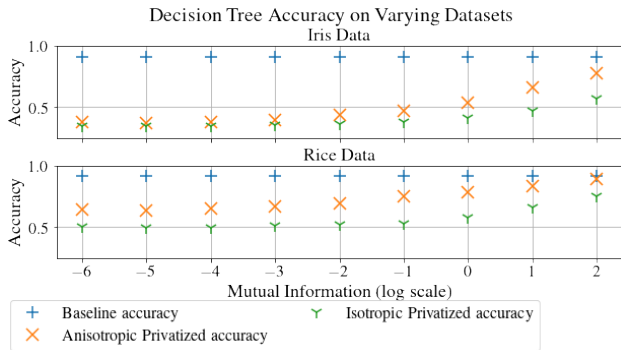 Decision Tree Accuracy on Varying Datasets
Iris Data
1.0
0.5
Accuracy
Rice Data
1.0
0.5
Accuracy
−6 −5 −4 −3 −2 −1 0 1 2
Mutual Information (log scale)
Baseline accuracy
Anisotropic Privatized accuracy
Isotropic Privatized accuracy